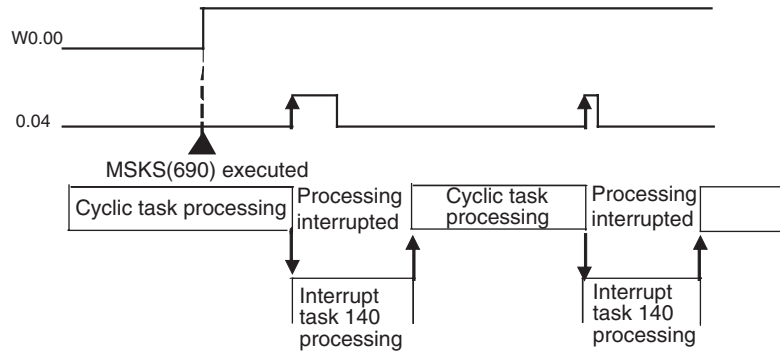 W0.00
0.04
MSKS(690) executed
Cyclic task processing
Processing
interrupted
Cyclic task
processing
Processing
interrupted
Interrupt
task 140
processing
Interrupt
task 140
processing